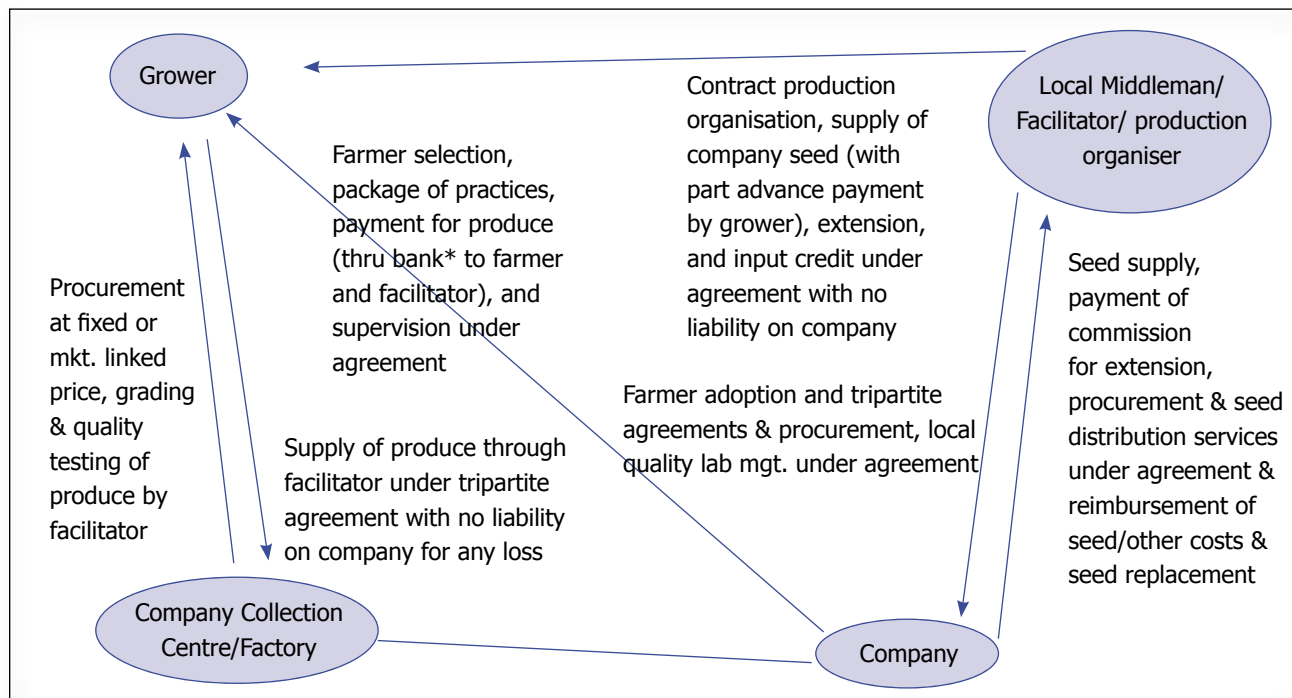 Grower
Local Middleman/
Facilitator/ production
organiser
Contract production
organisation, supply of
company seed (with
part advance payment
by grower), extension,
and input credit under
agreement with no
liability on company
Farmer selection,
package of practices,
payment for produce
(thru bank* to farmer
and facilitator), and
supervision under
agreement
Procurement
at fixed or
mkt. linked
price, grading
& quality
testing of
produce by
facilitator
Seed supply,
payment of
commission
for extension,
procurement & seed
distribution services
under agreement &
reimbursement of
seed/other costs &
seed replacement
Farmer adoption and tripartite
agreements & procurement, local
quality lab mgt. under agreement
Supply of produce through
facilitator under tripartite
agreement with no liability
on company for any loss
Company Collection
Centre/Factory
Company